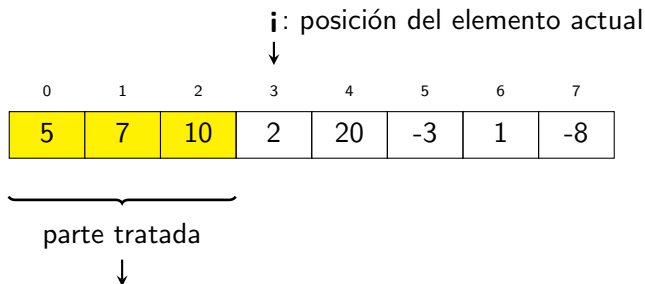 i: posición del elemento actual
0 1 2 3 4 5 6 7
5 7 10 2 20 -3 1 -8
parte tratada